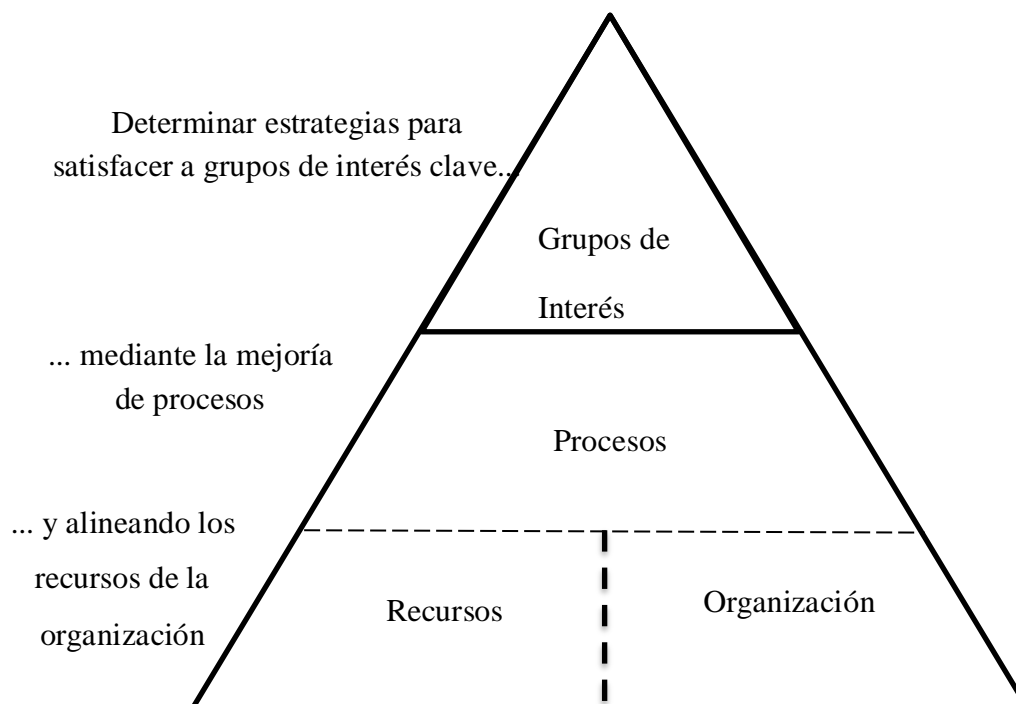 Determinar estrategias para
satisfacer a grupos de interés clave...
Grupos de
Interés
... mediante la mejoría
de procesos
Procesos
... y alineando los
recursos de la
organización
Recursos
Organización